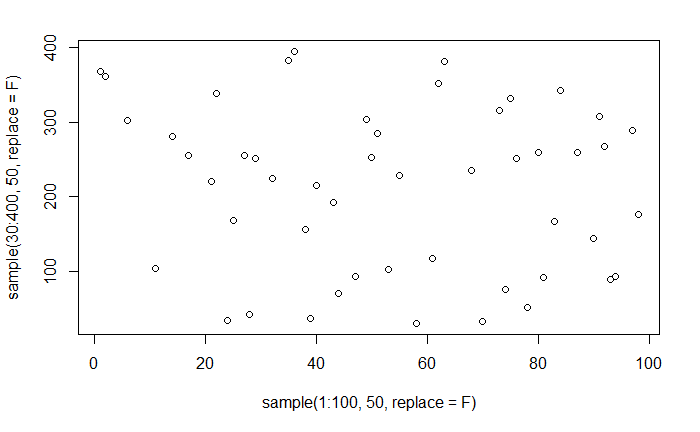 400
300
200
100
sample(30:400, 50, replace = F)
0 20 40 60 80 100
sample(1:100, 50, replace = F)